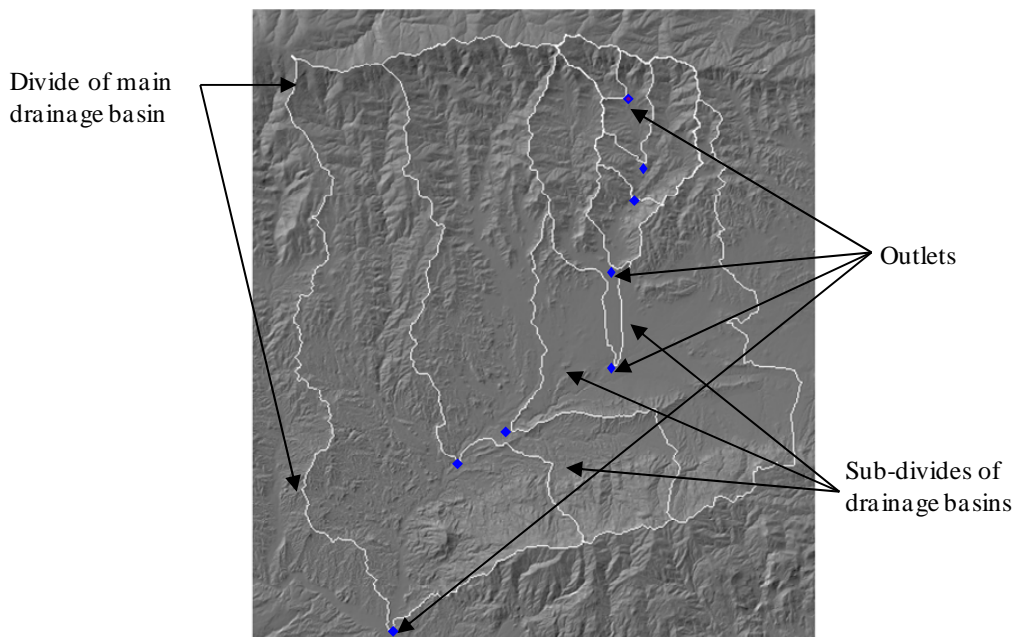 Divide of main
drainage basin
Outlets
Sub-divides of
drainage basins